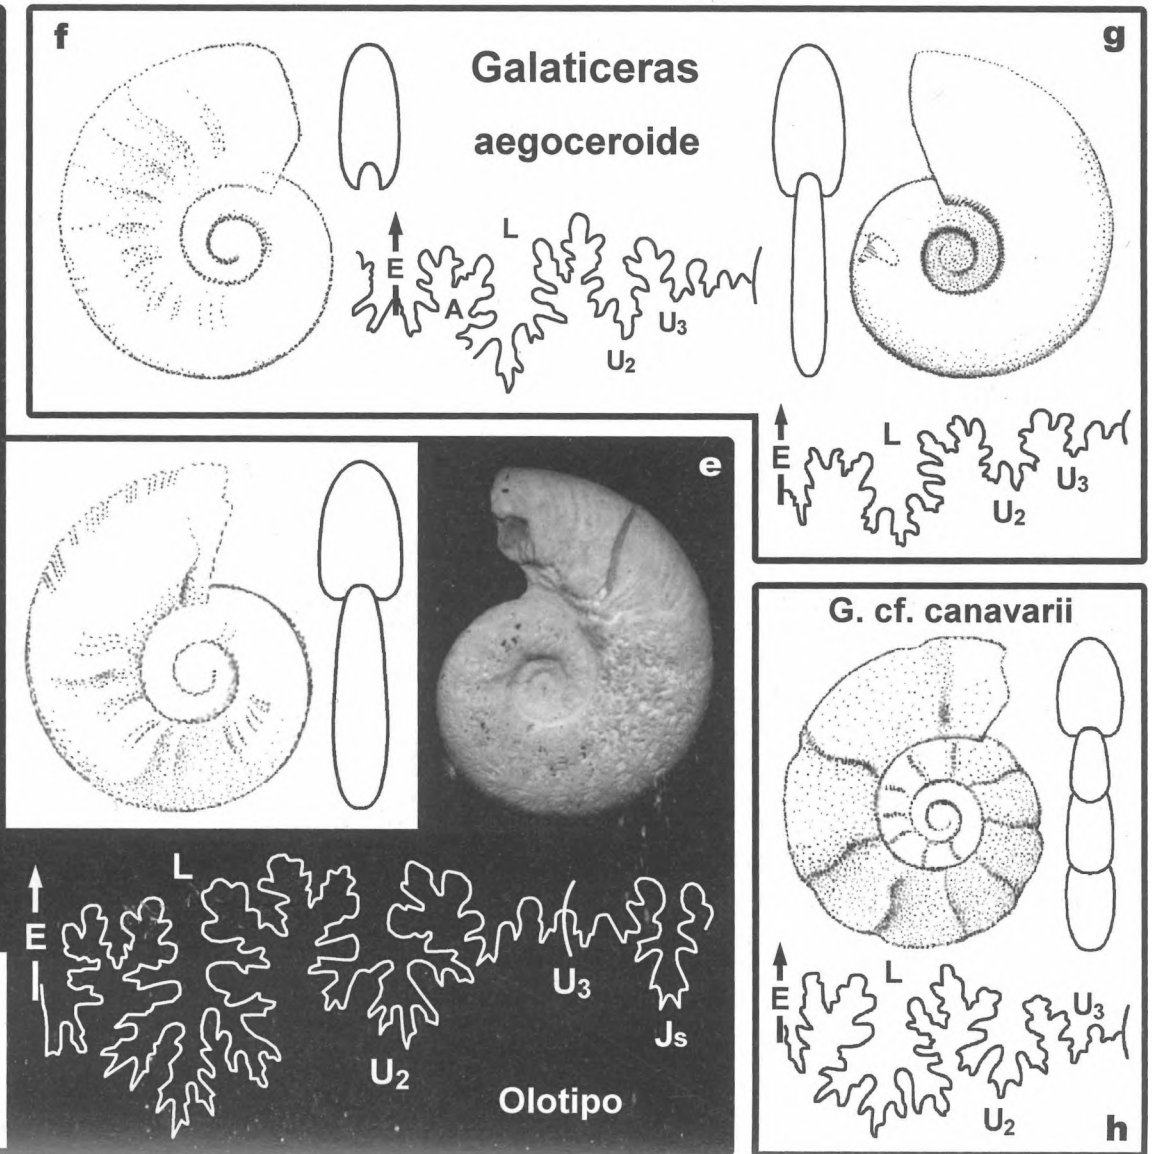 f
g
Galaticeras
aegoceroide
L
E
A
U3
U2
e
L
E
U3
U2
G. cf. canavarii
L
E
U3
U2
Js
Olotipo
L
E
U3
U2
h